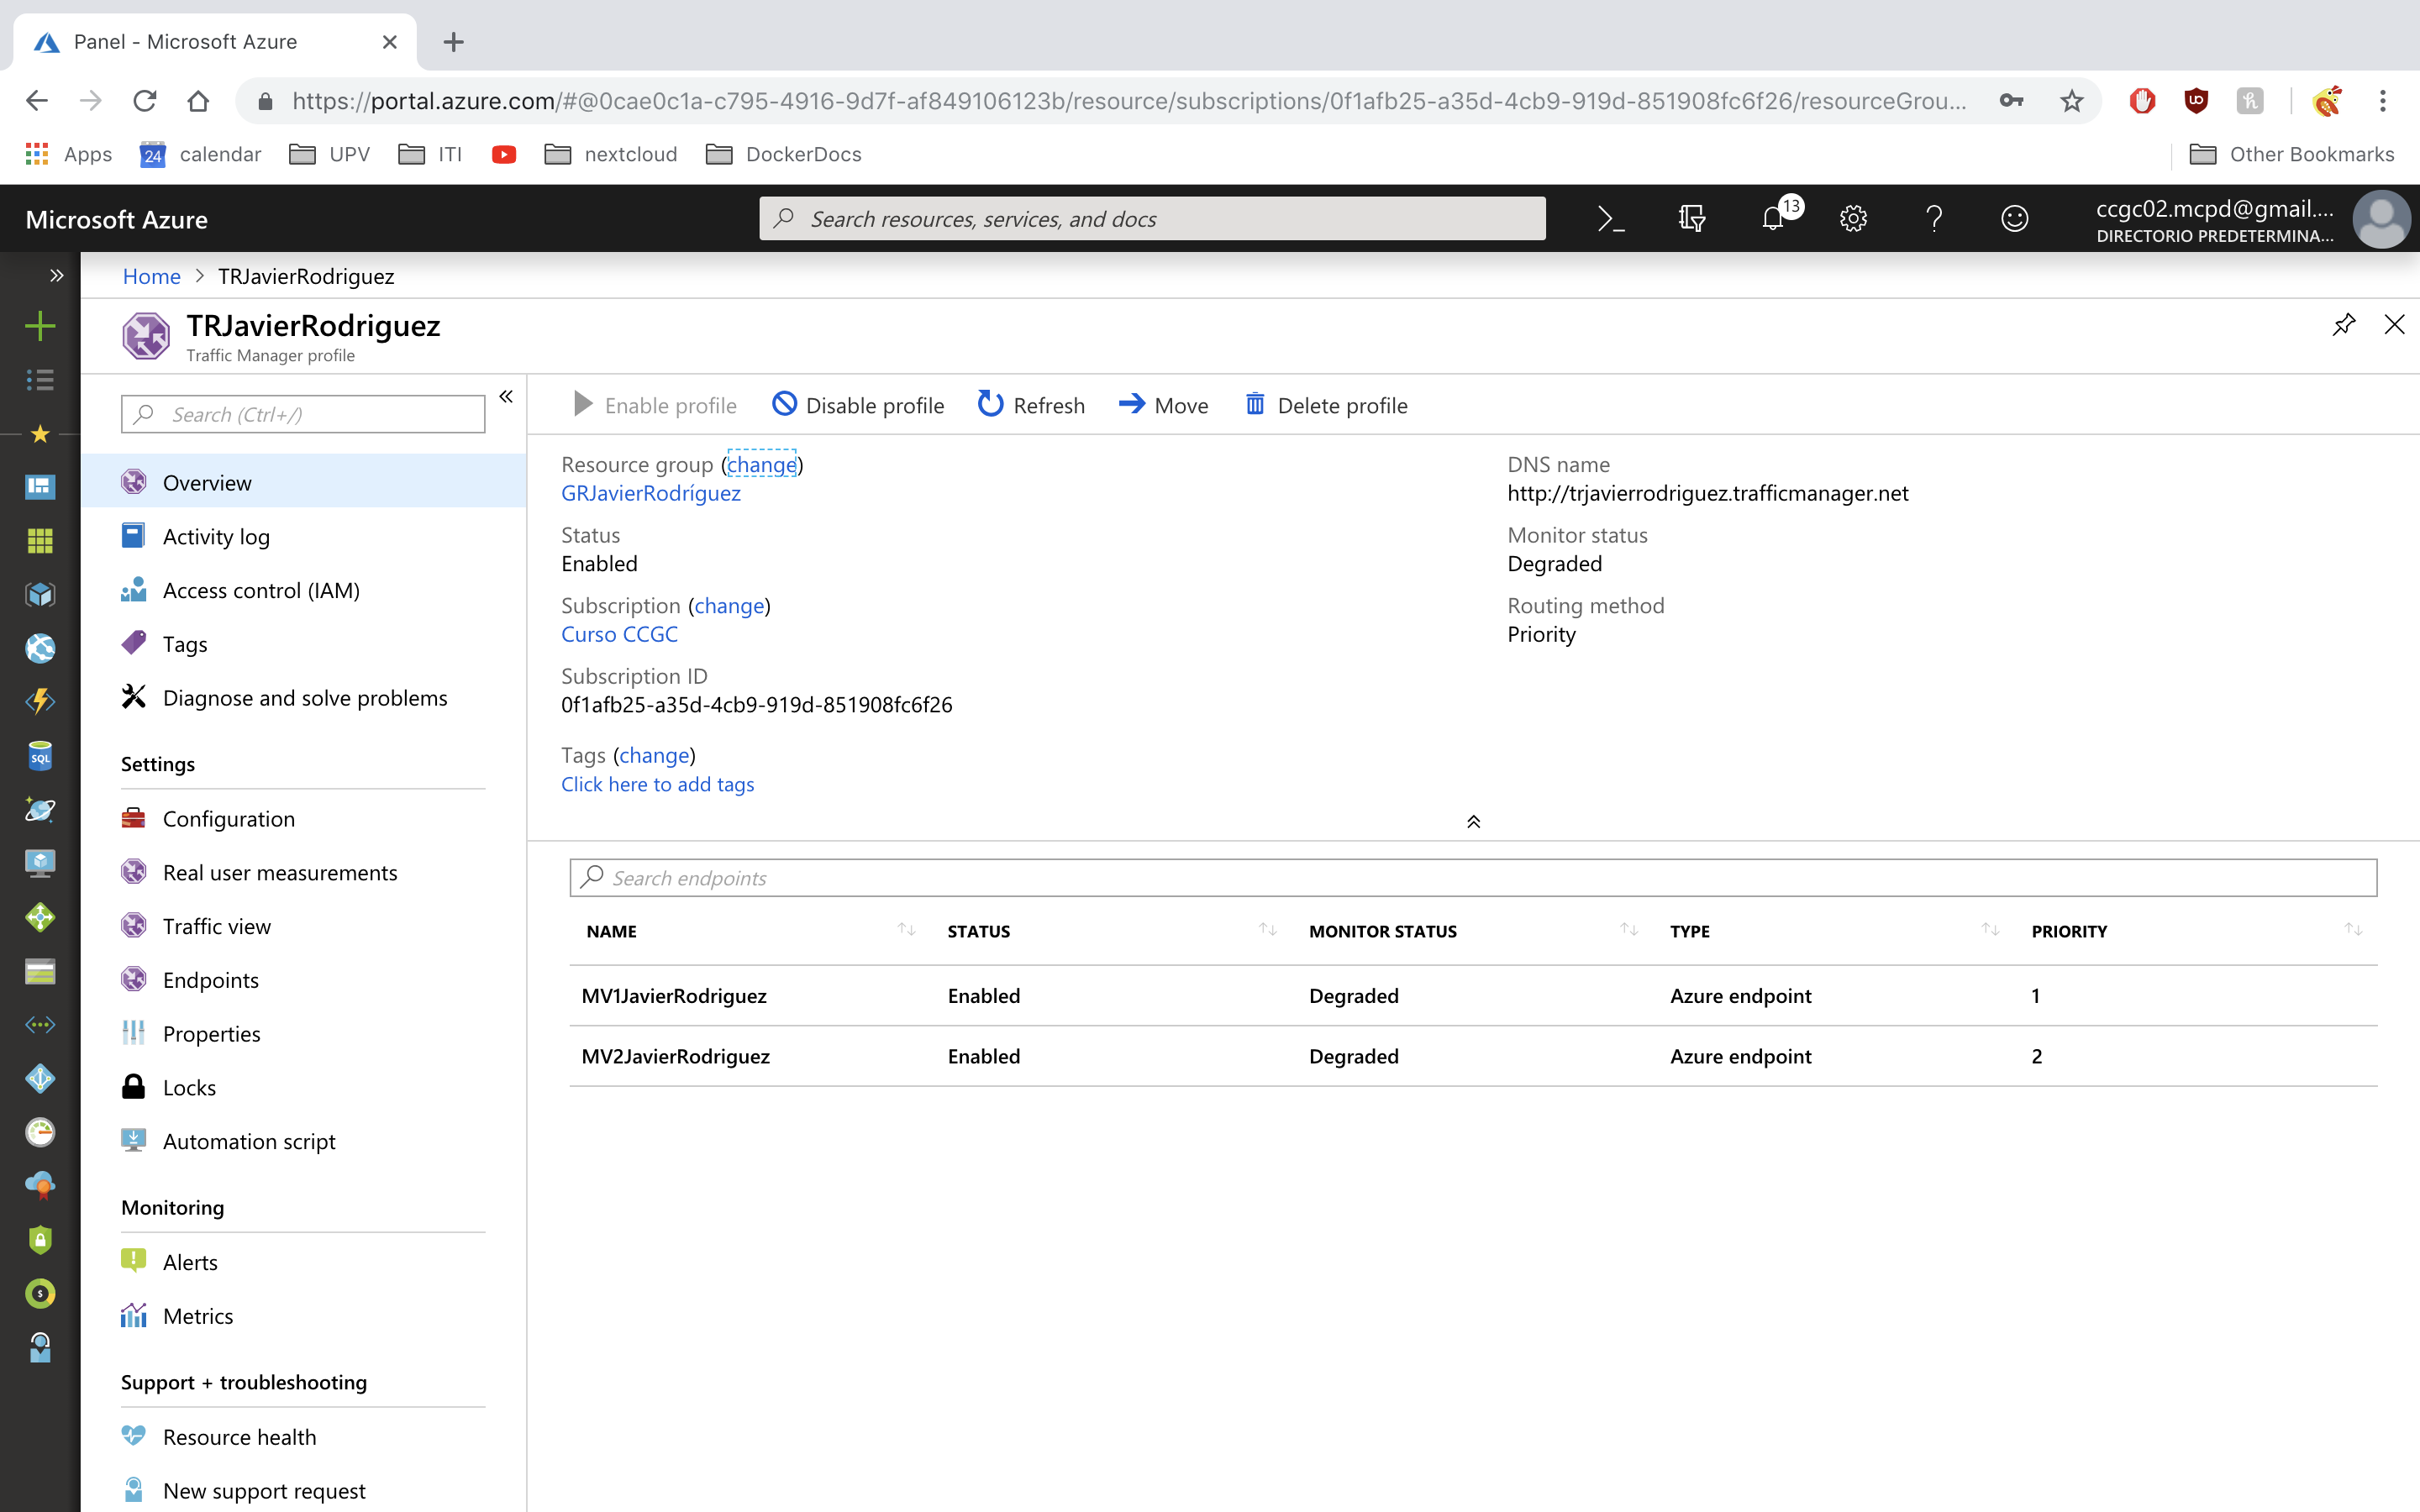 Panel - Microsoft Azure
https://portal.azure.com/#@0cae0c1a-c795-4916-9d7f-af849106123b/resource/subscriptions/0f1afb25-a35d-4cb9-919d-851908fc6f26/resourceGrou...
Apps
24 calendar
UPV
ITI
nextcloud
DockerDocs
Other Bookmarks
Microsoft Azure
Search resources, services, and docs
13
ccgc02.mcpd@gmail....
DIRECTORIO PREDETERMINA...
Home > TRJavierRodriguez
TRJavierRodriguez
Traffic Manager profile
Search (Ctrl+/)
Overview
Activity log
Access control (IAM)
Tags
Diagnose and solve problems
Settings
Configuration
Real user measurements
Traffic view
Endpoints
Properties
Locks
Automation script
Monitoring
Alerts
Metrics
Support + troubleshooting
Resource health
New support request
SQL
Enable profile
Disable profile
Refresh
Move
Delete profile
Resource group (change)
GRJavierRodríguez
Status
Enabled
Subscription (change)
Curso CCGC
Subscription ID
0f1afb25-a35d-4cb9-919d-851908fc6f26
Tags (change)
Click here to add tags
DNS name
http://trjavierrodriguez.trafficmanager.net
Monitor status
Degraded
Routing method
Priority
Search endpoints
NAME STATUS MONITOR STATUS TYPE PRIORITY
MV1JavierRodriguez Enabled Degraded Azure endpoint 1
MV2JavierRodriguez Enabled Degraded Azure endpoint 2